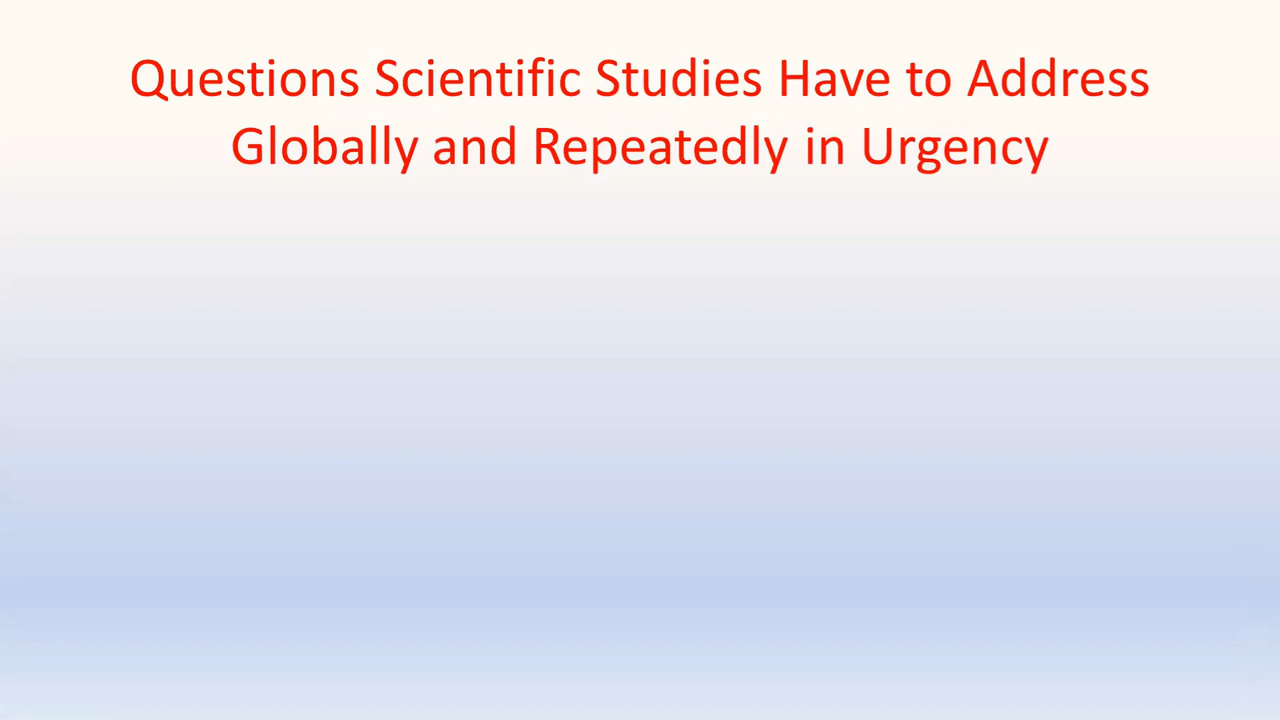 Questions Scientific Studies Have to Address
Globally and Repeatedly in Urgency